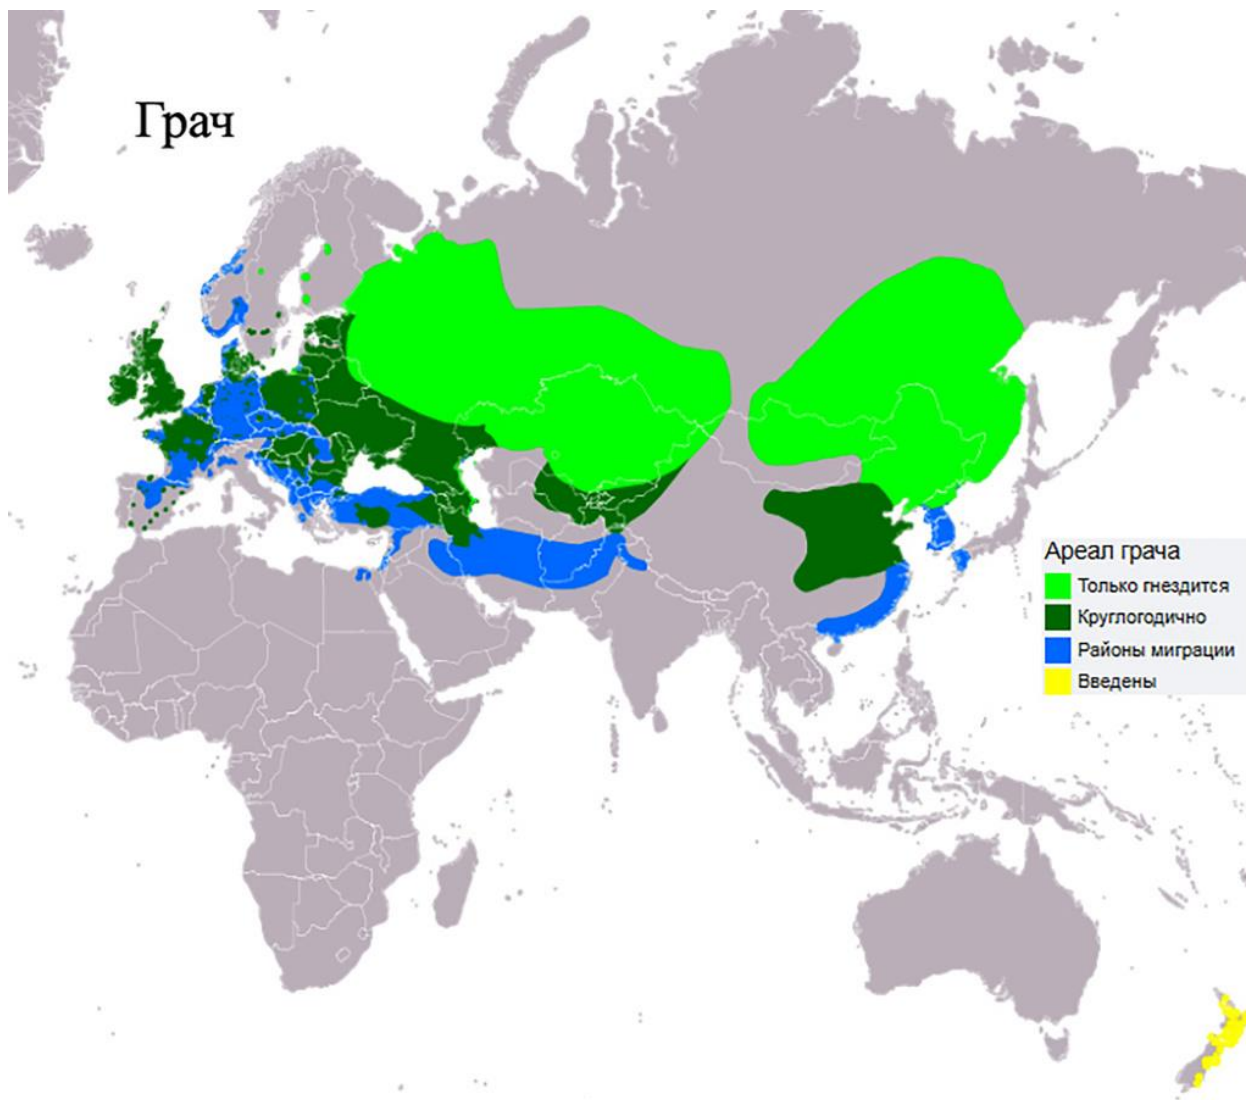 Грач
Ареал грача
Только гнездится
Круглогодично
Районы миграции
Введены